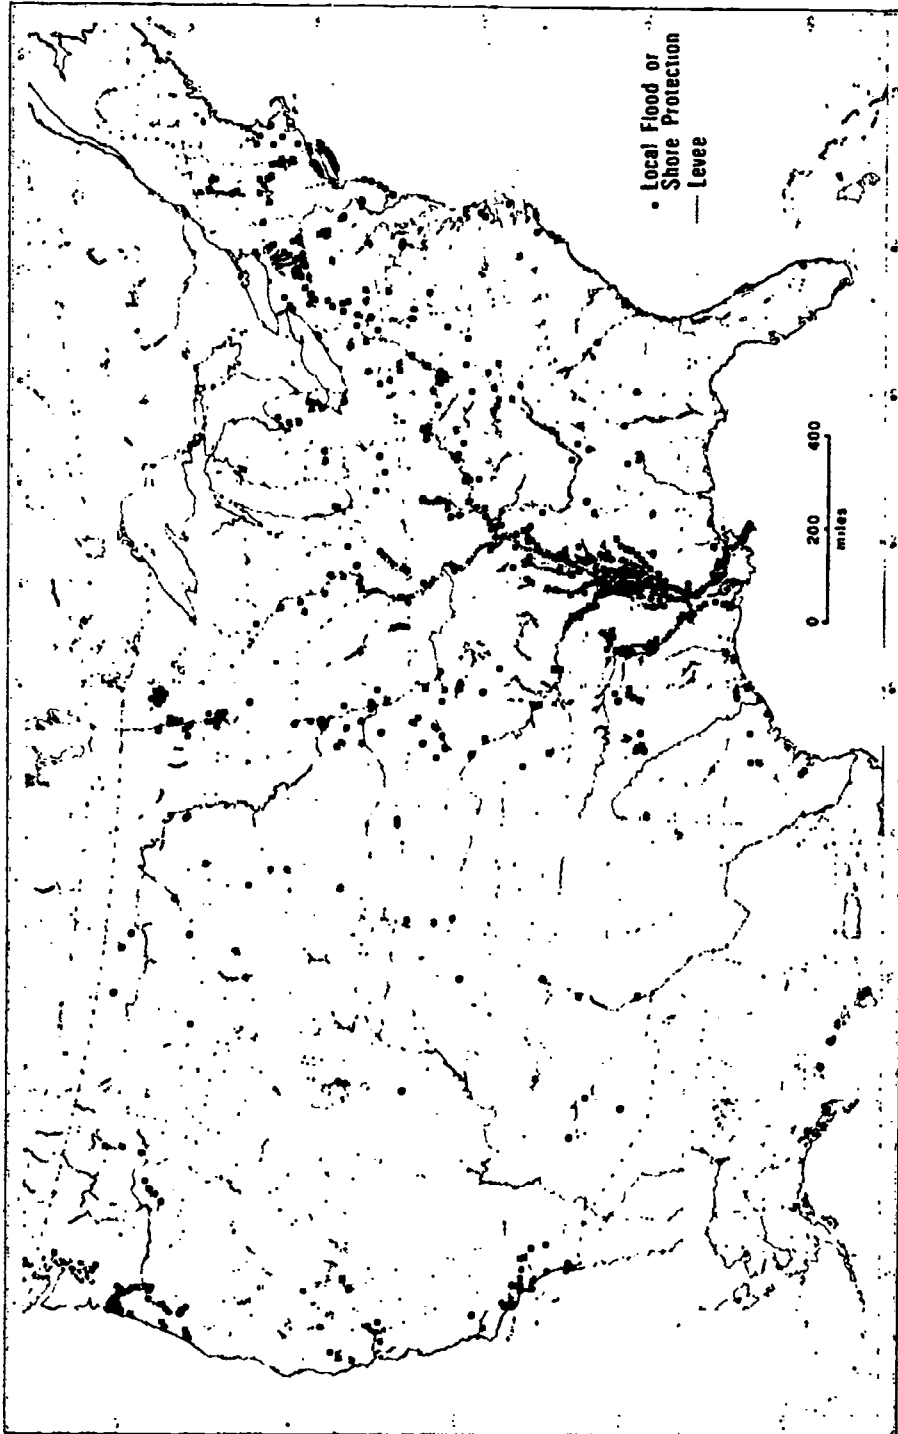 • Local Flood or
Shore Protection
— Levee
0 200 400
miles